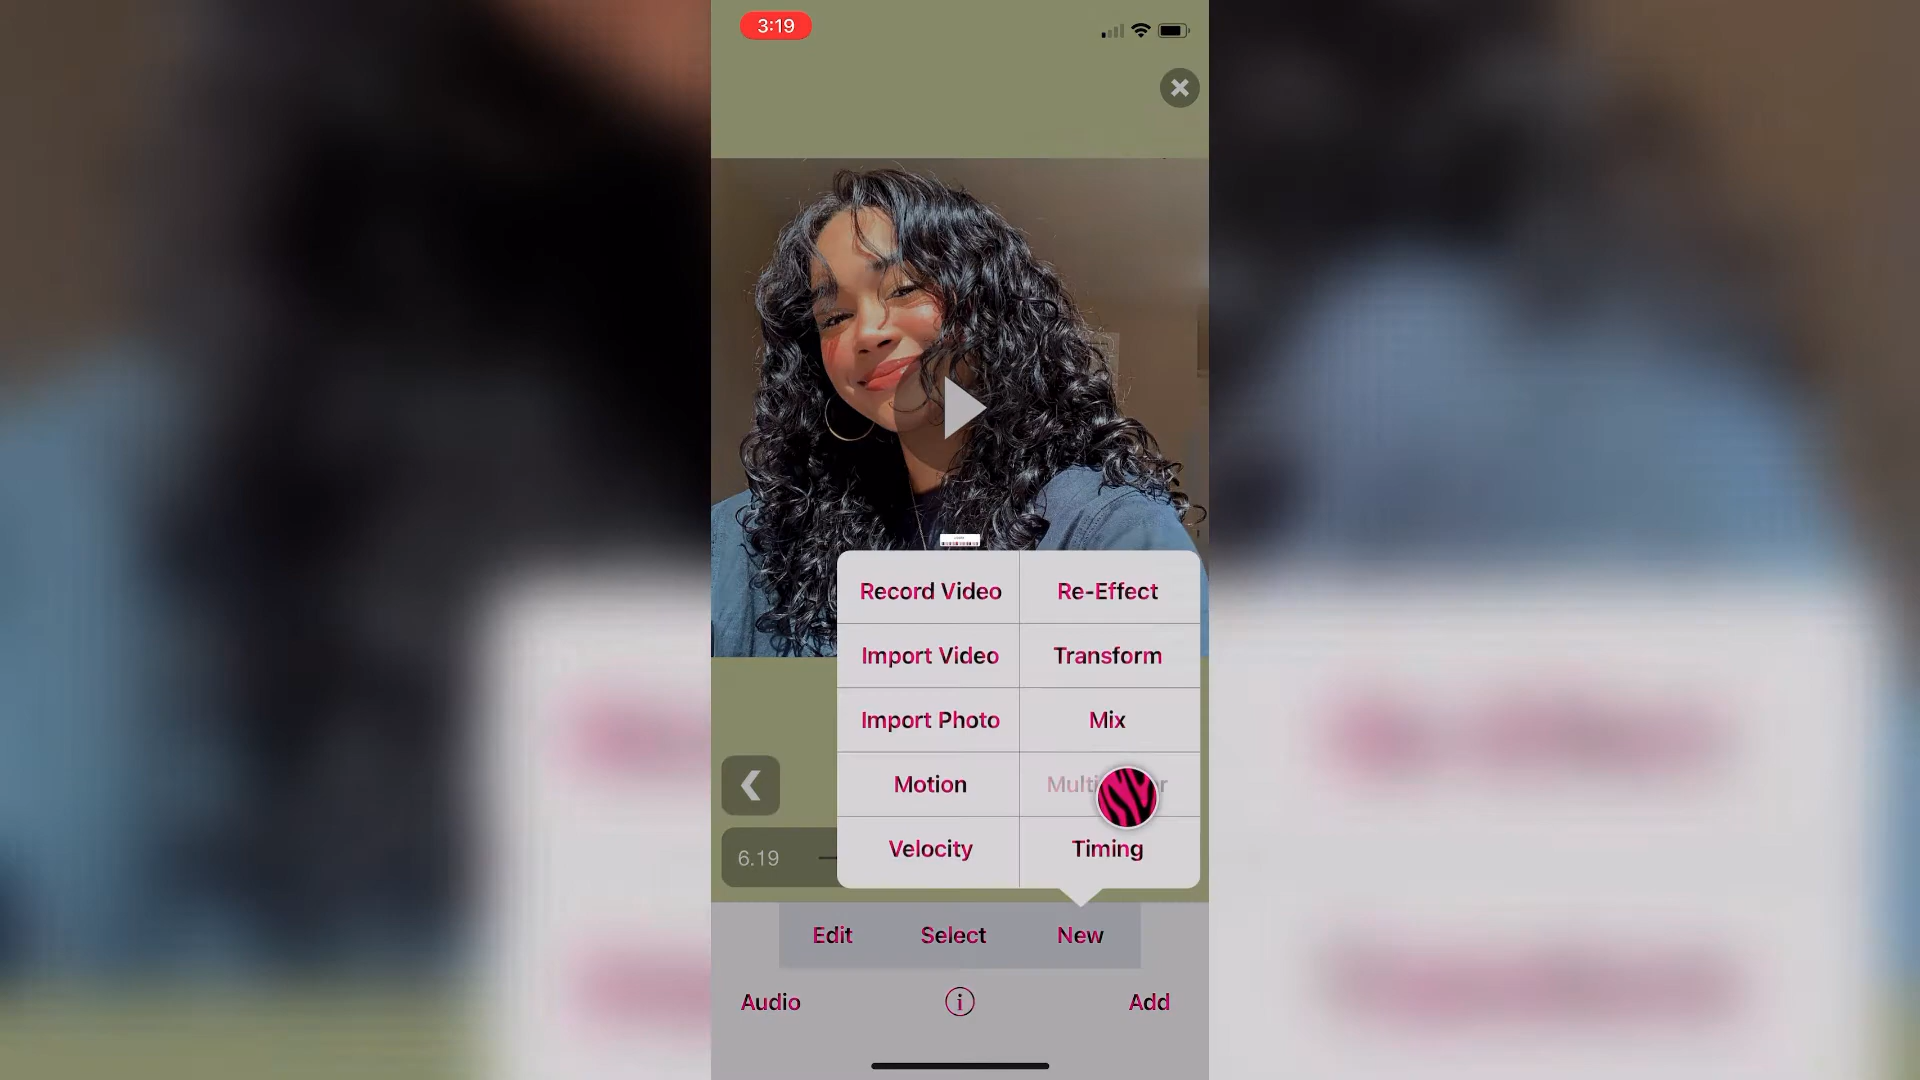 3:19
Record Video
Re-Effect
Import Video
Transform
Import Photo
Mix
Motion
Velocity
Timing
6.19
Edit
Select
New
Audio
Add